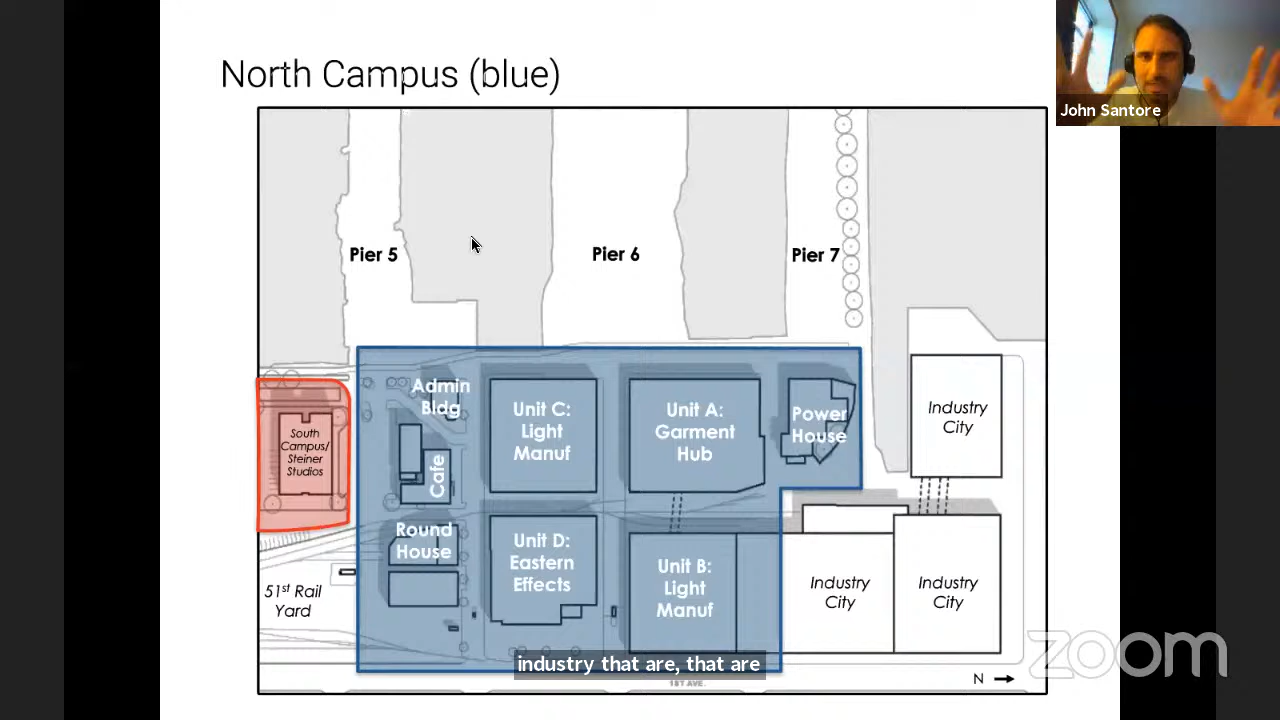 North Campus (blue)
John Santore
Pier 5
Pier 6
Pier 7
Admin
Bldg
Unit C:
Light
Manuf
Unit A:
Garment
Hub
Power
House
Industry
City
South
Campus/
Steiner
Studios
Cafe
Round
House
Unit D:
Eastern
Effects
Unit B:
Light
Manuf
Industry
City
Industry
City
51st Rail
Yard
industry that are, that are
1ST AVE.
N
zoom